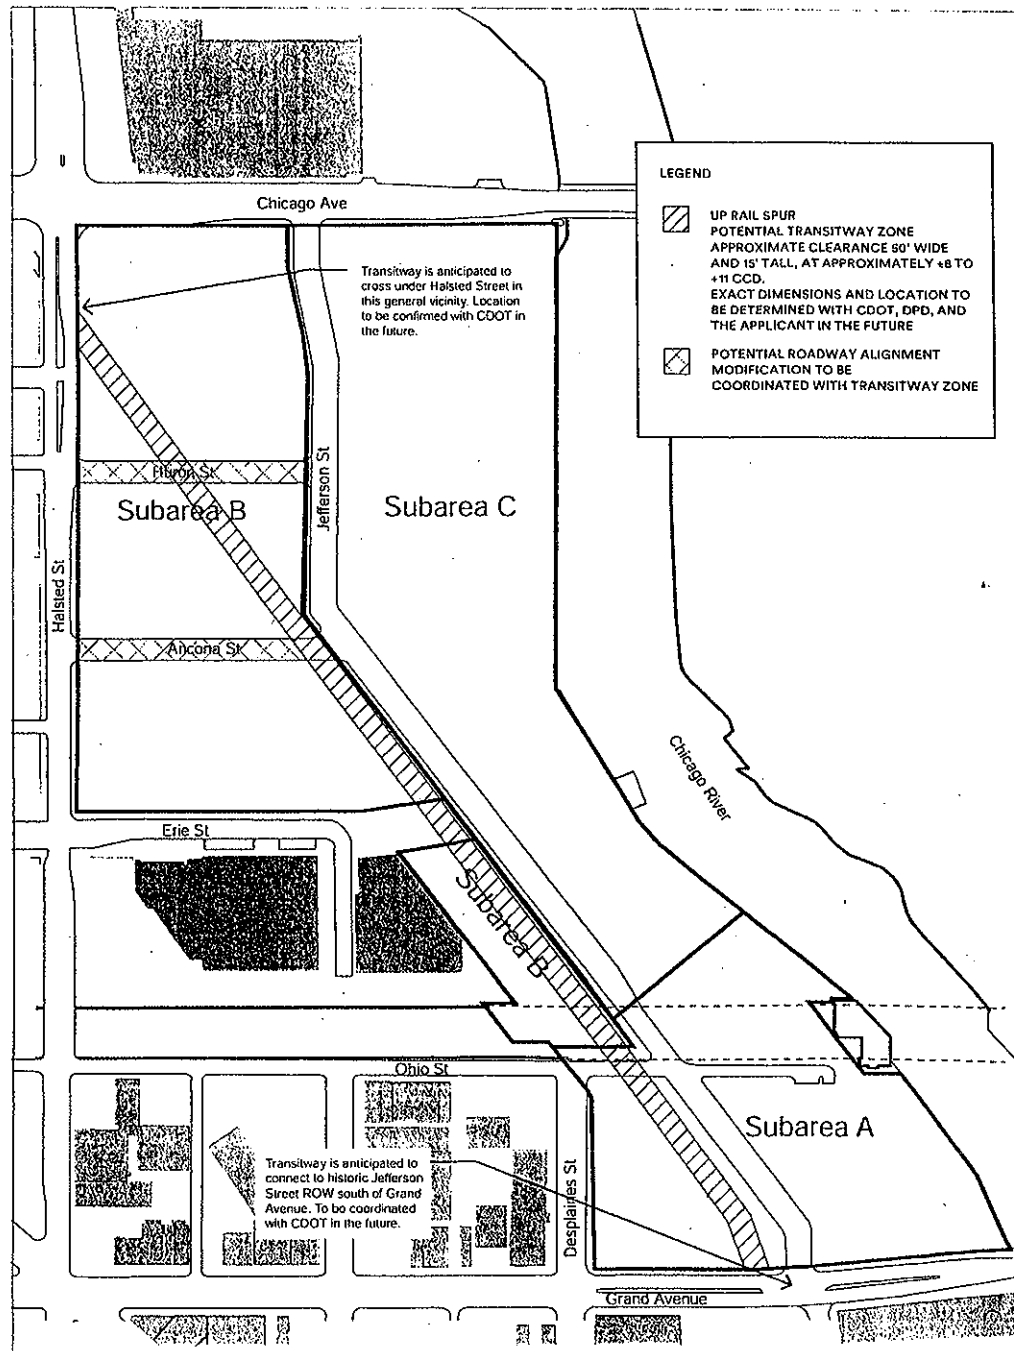 Chicago Ave
LEGEND
UP RAIL SPUR
POTENTIAL TRANSITWAY ZONE
APPROXIMATE CLEARANCE 60' WIDE
AND 15' TALL, AT APPROXIMATELY +8 TO
+11 CCD.
EXACT DIMENSIONS AND LOCATION TO
BE DETERMINED WITH CDOT, DPD, AND
THE APPLICANT IN THE FUTURE
POTENTIAL ROADWAY ALIGNMENT
MODIFICATION TO BE
COORDINATED WITH TRANSITWAY ZONE
Transitway is anticipated to
cross under Halsted Street in
this general vicinity. Location
to be confirmed with CDOT in
the future.
Huron St
Jefferson St
Subarea B
Subarea C
Halsted St
Ancona St
Chicago River
Erie St
Subarea B
Ohio St
Subarea A
Transitway is anticipated to
connect to historic Jefferson
Street ROW south of Grand
Avenue. To be coordinated
with CDOT in the future.
Desplaines St
Grand Avenue